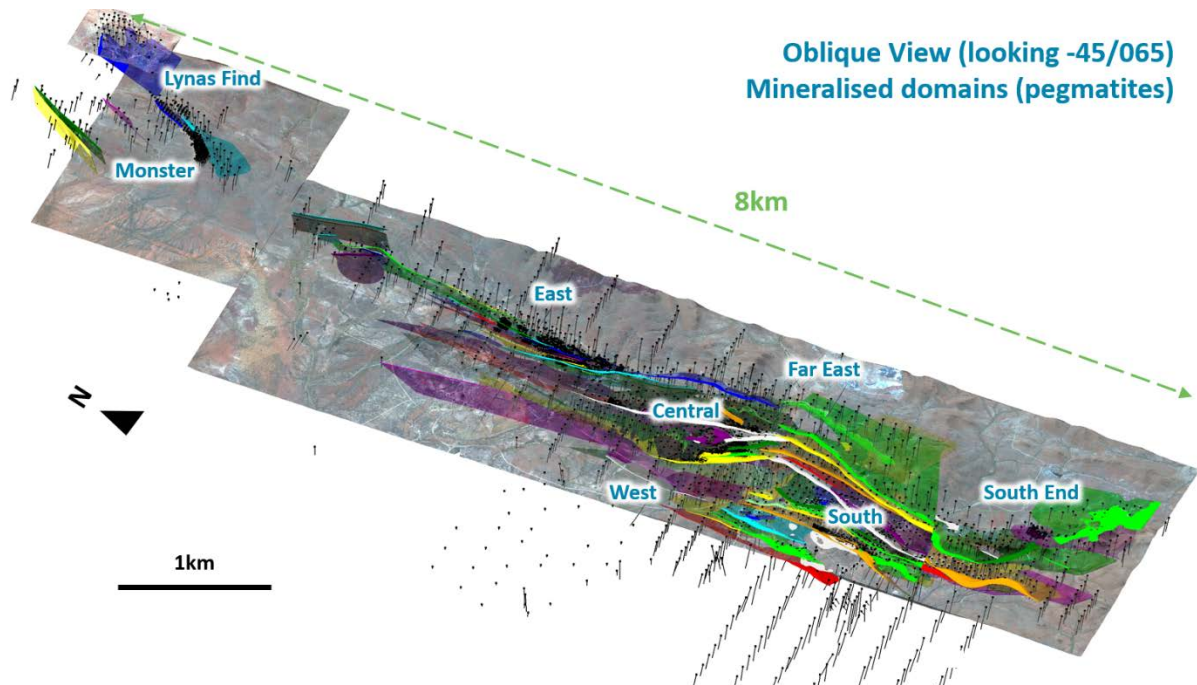 Oblique View (looking -45/065)
Mineralised domains (pegmatites)
Lynas Find
Monster
8km
East
Far East
N
Central
West
South
South End
1km